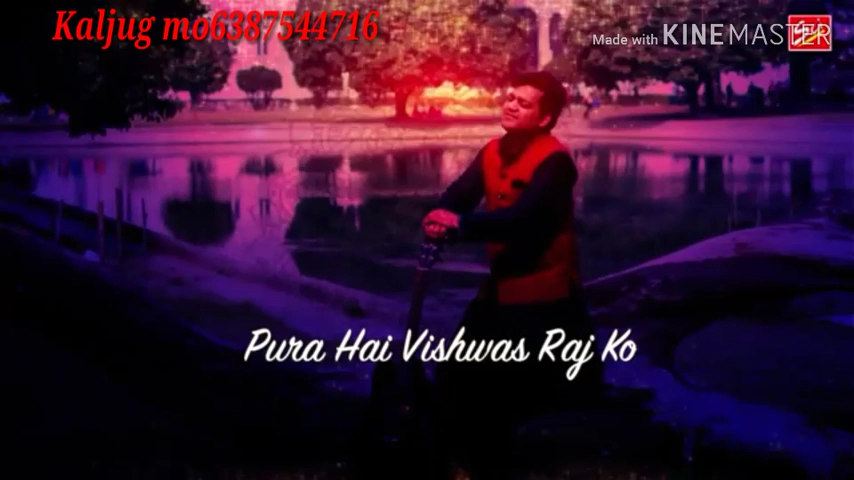 Kaljug mo6387544716
Made with KINEMASTER
Pura Hai Vishwas Raj Ko